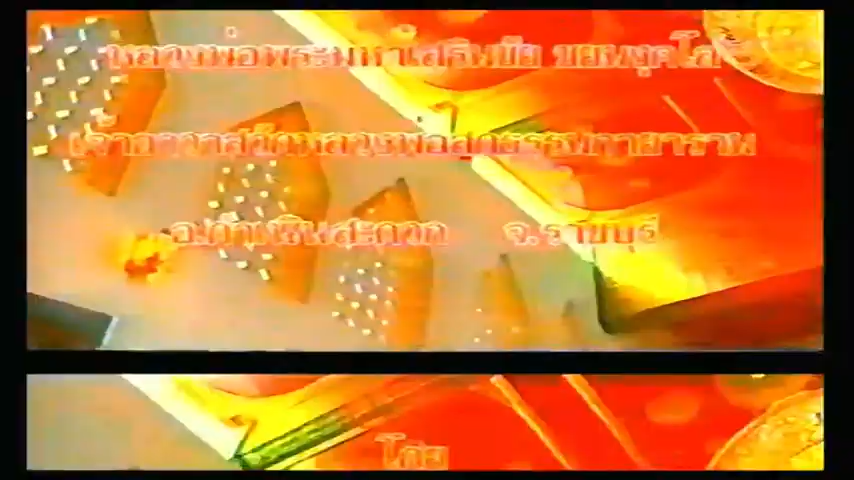 หลวงพ่อพระมหาเสริมชัย ชยมงฺคโล
เจ้าอาวาสวัดหลวงพ่อสดธรรมกายาราม
อ.ดำเนินสะดวก จ.ราชบุรี
โดย